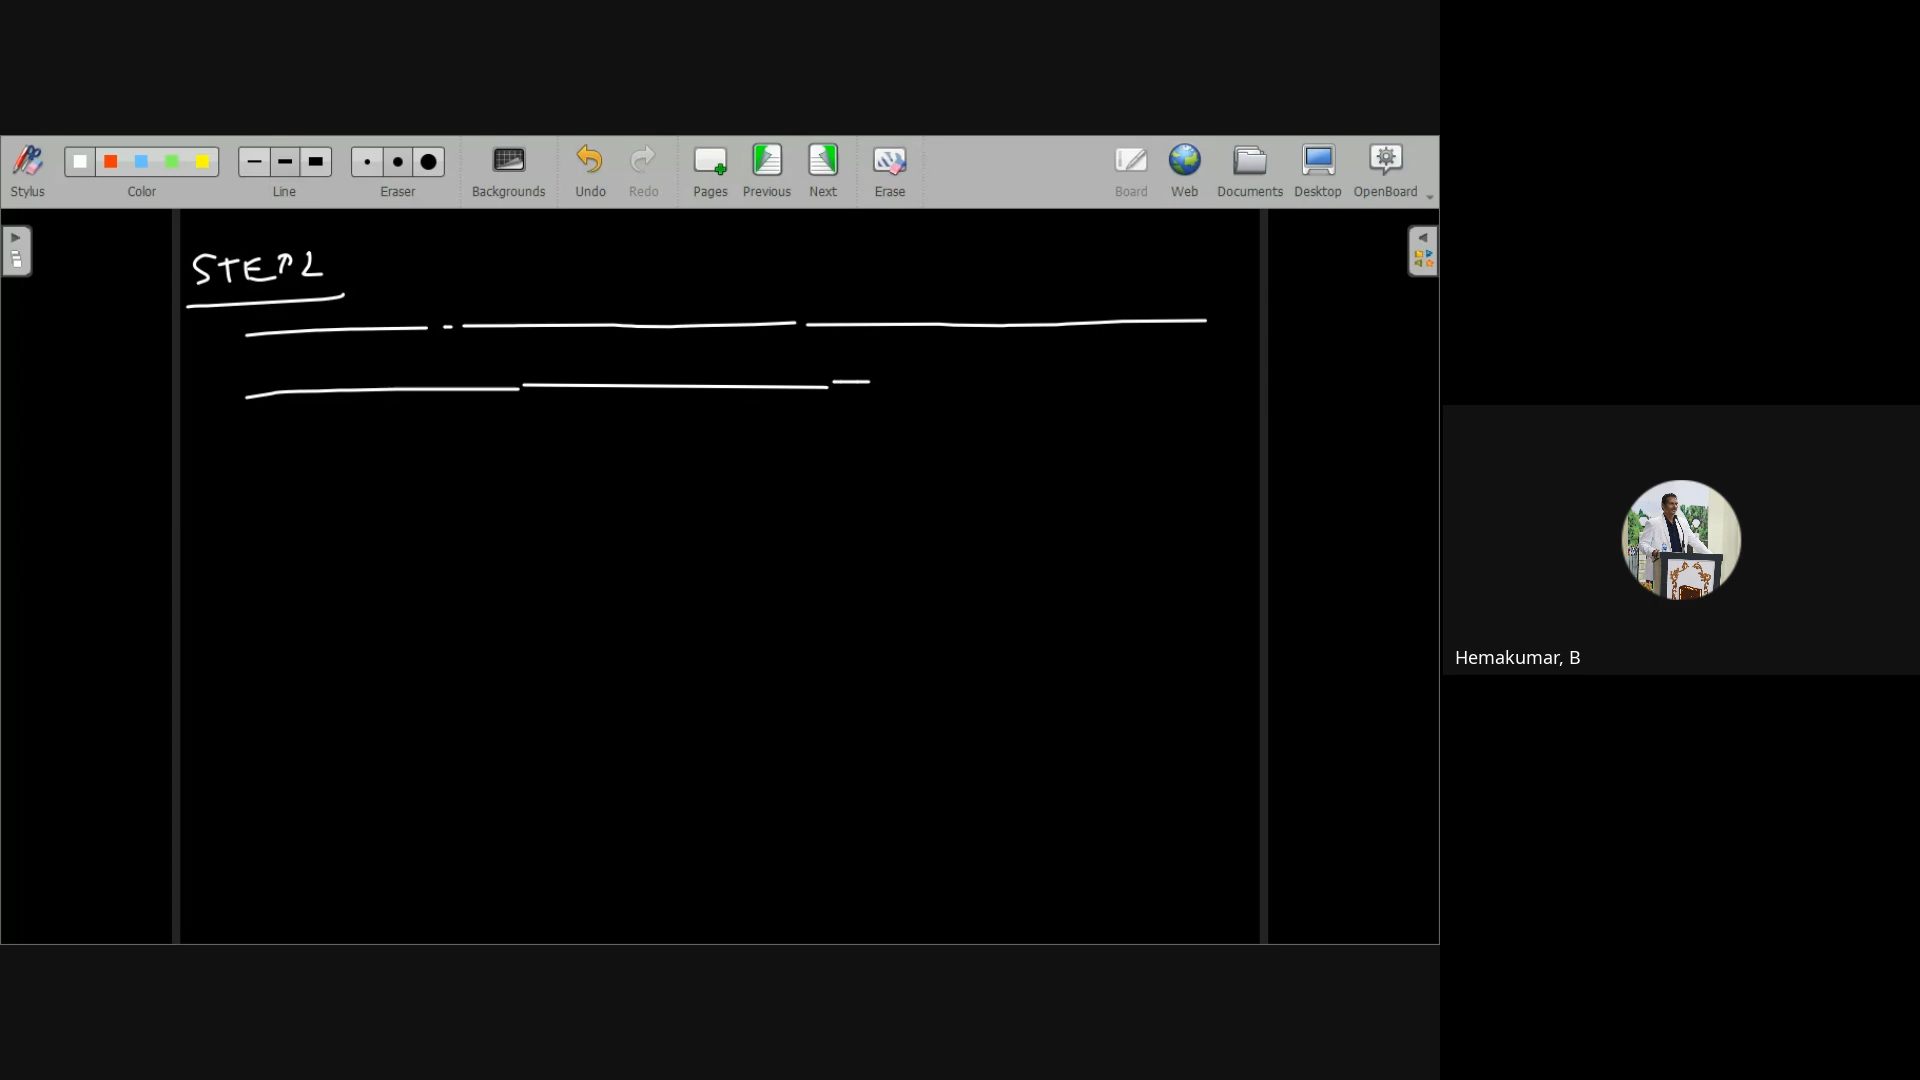 Stylus
Color
Line
Eraser
Backgrounds
Undo
Redo
Pages
Previous
Next
Erase
Board
Web
Documents
Desktop
OpenBoard
STEP 2
Hemakumar, B